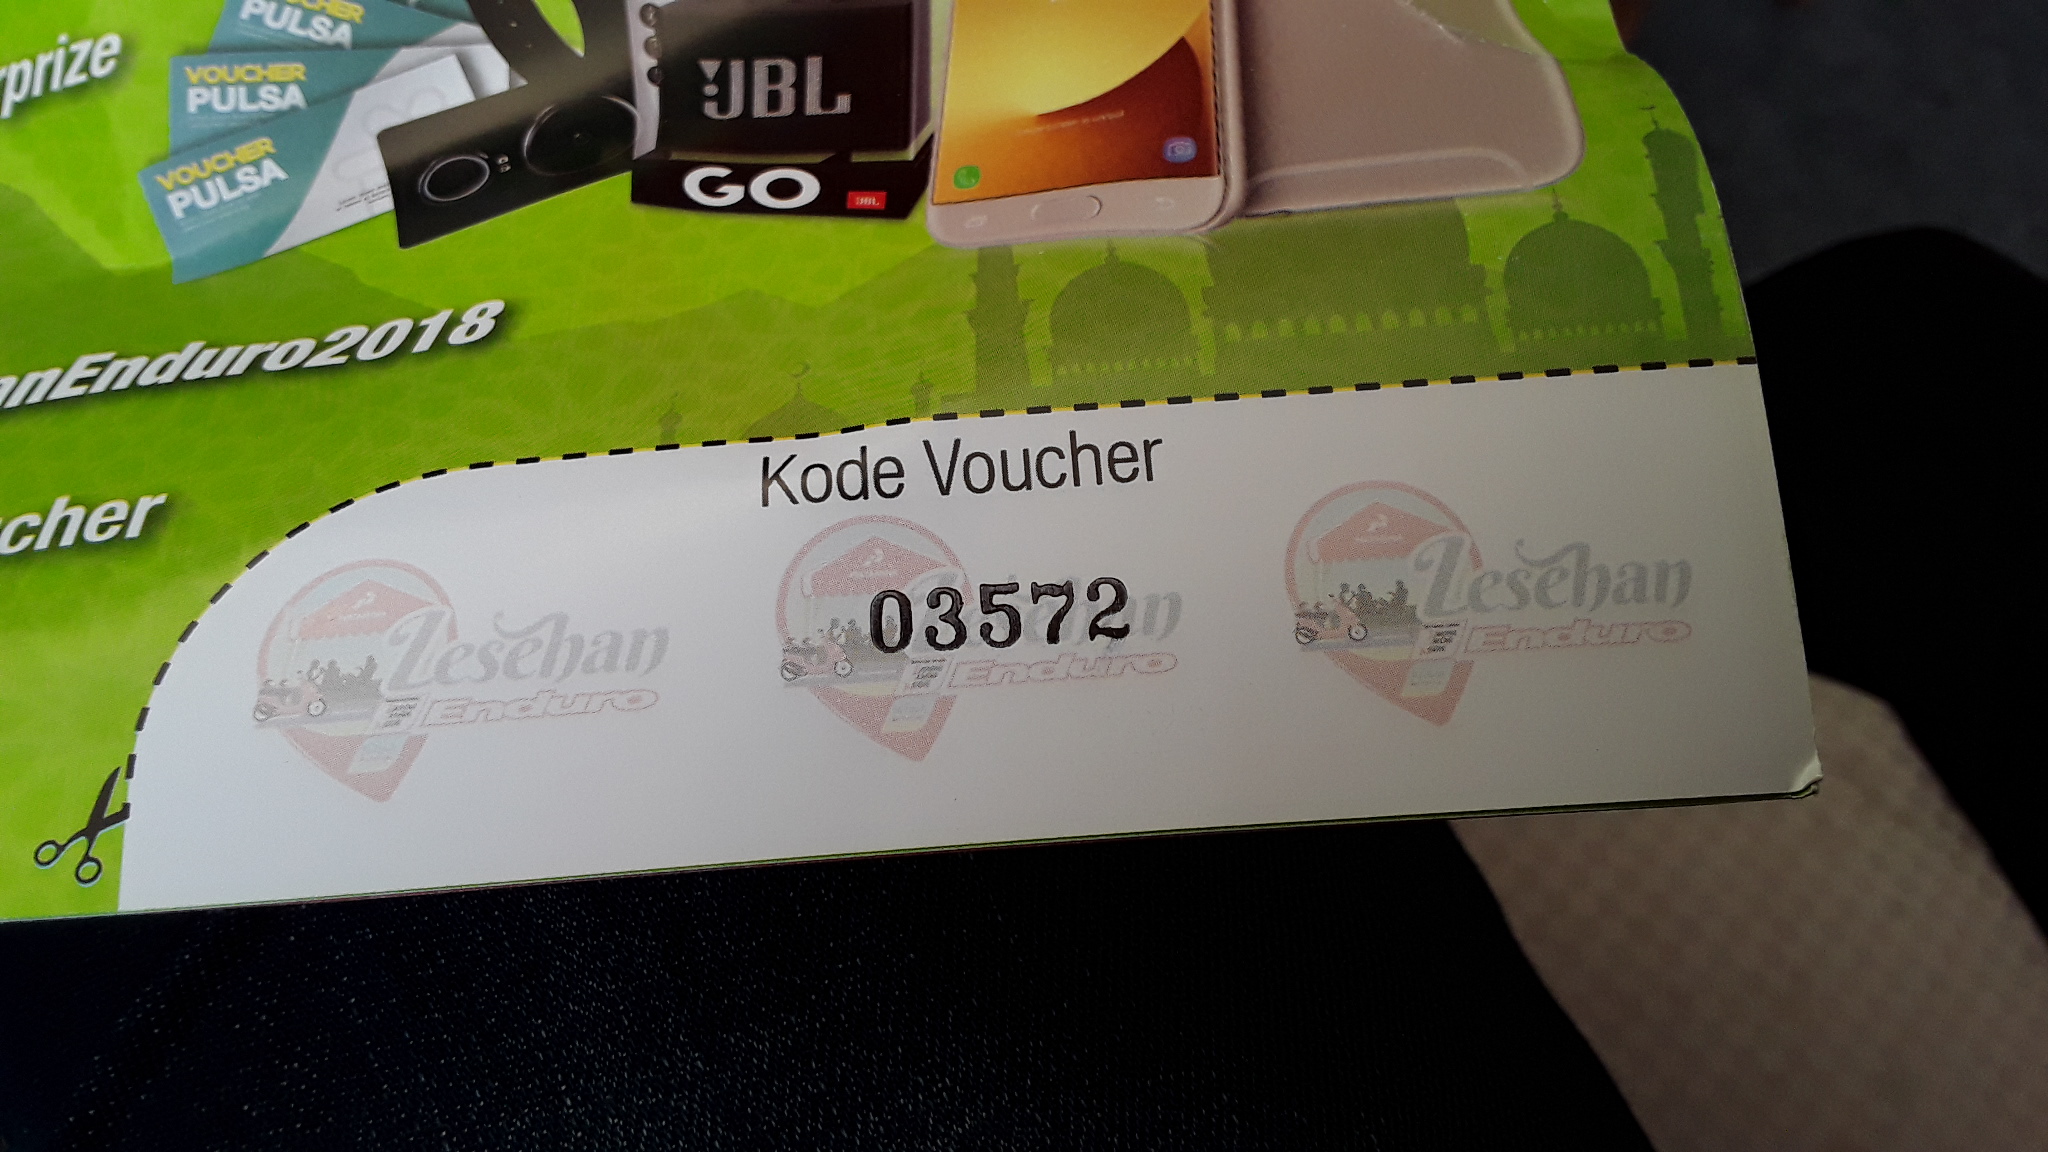 VOUCHER
PULSA
rprize
VOUCHER
PULSA
VOUCHER
PULSA
JBL
GO
JBL
anEnduro2018
Kode Voucher
cher
03572
Lesehan
Enduro
Enduro
Lesehan
Enduro